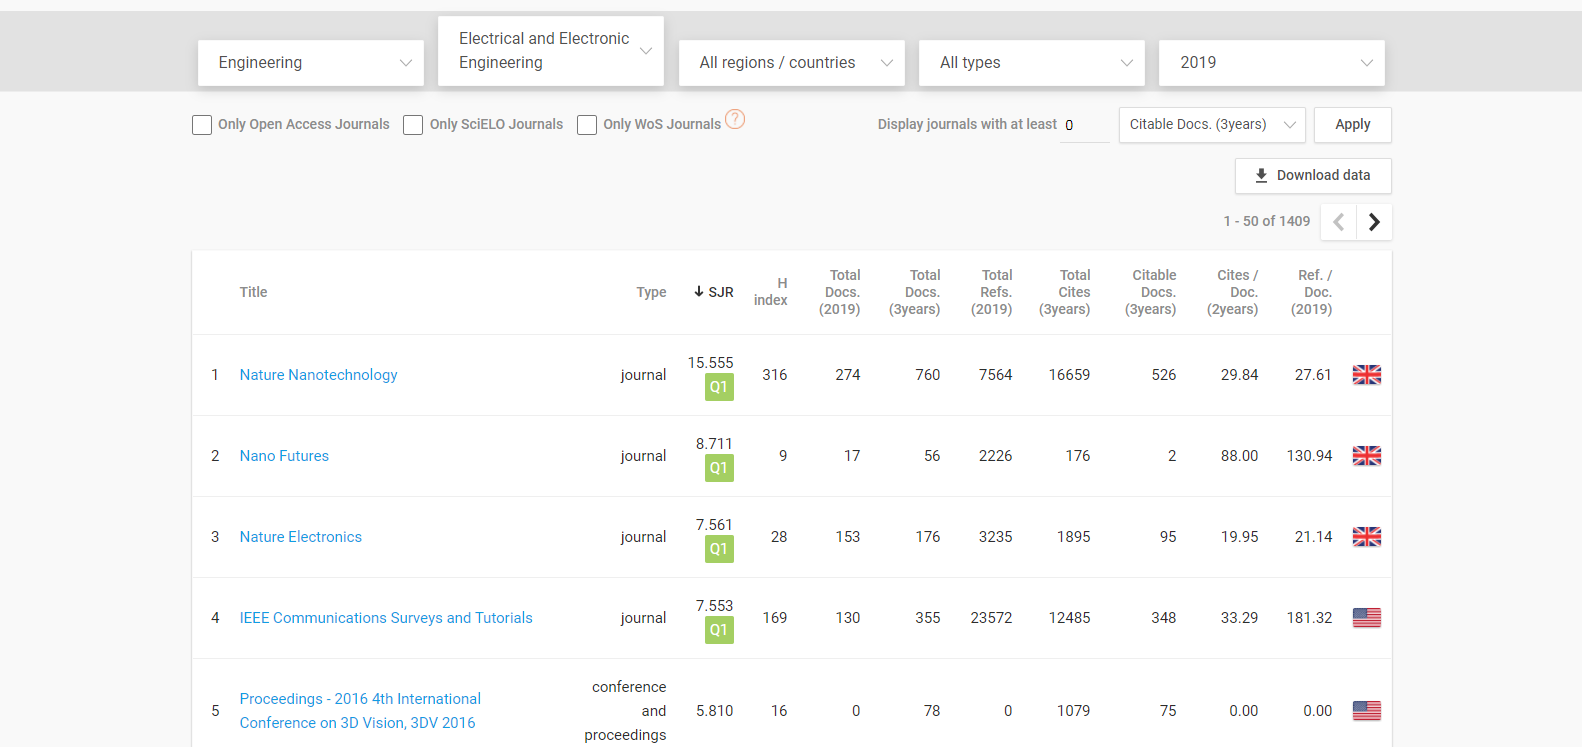 Engineering
Electrical and Electronic
Engineering
All regions / countries
All types
2019
Only Open Access Journals
Only SciELO Journals
Only WoS Journals
?
Display journals with at least
0
Citable Docs. (3years)
Apply
Download data
1 - 50 of 1409
Title
Type
SJR
H
index
Total
Docs.
(2019)
Total
Docs.
(3years)
Total
Refs.
(2019)
Total
Cites
(3years)
Citable
Docs.
(3years)
Cites /
Doc.
(2years)
Ref. /
Doc.
(2019)
1 Nature Nanotechnology journal 15.555 316 274 760 7564 16659 526 29.84 27.61
Q1
2 Nano Futures journal 8.711 9 17 56 2226 176 2 88.00 130.94
Q1
3 Nature Electronics journal 7.561 28 153 176 3235 1895 95 19.95 21.14
Q1
4 IEEE Communications Surveys and Tutorials journal 7.553 169 130 355 23572 12485 348 33.29 181.32
Q1
5
Proceedings - 2016 4th International
Conference on 3D Vision, 3DV 2016
conference
and
proceedings
5.810 16 0 78 0 1079 75 0.00 0.00